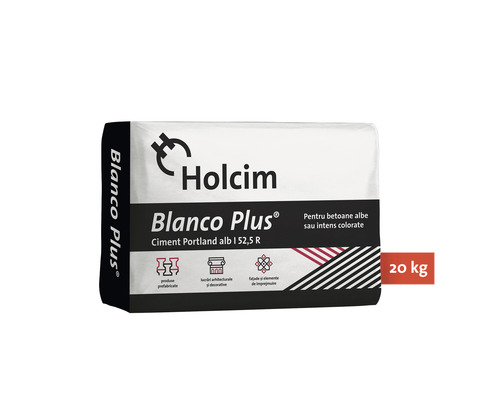 Holcim
Blanco Plus®
Ciment Portland alb I 52,5 R
Pentru betoane albe
sau intens colorate
produse
prefabricate
lucrări arhitecturale
și decorative
fațade și elemente
de împrejmuire
Blanco Plus®
20 kg